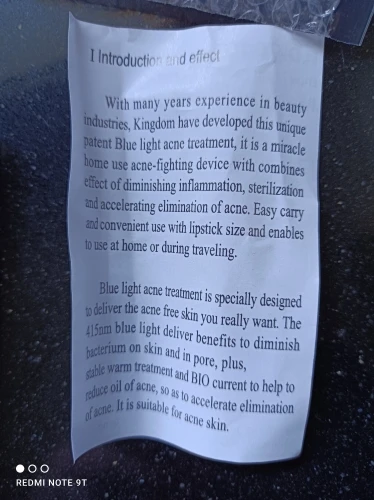 I Introduction and effect
With many years experience in beauty
industries, Kingdom have developed this unique
patent Blue light acne treatment, it is a miracle
home use acne-fighting device with combines
effect of diminishing inflammation, sterilization
and accelerating elimination of acne. Easy carry
and convenient use with lipstick size and enables
to use at home or during traveling.
Blue light acne treatment is specially designed
to deliver the acne free skin you really want. The
415nm blue light deliver benefits to diminish
bacterium on skin and in pore, plus,
stable warm treatment and BIO current to help to
reduce oil of acne, so as to accelerate elimination
of acne. It is suitable for acne skin.
REDMI NOTE 9T